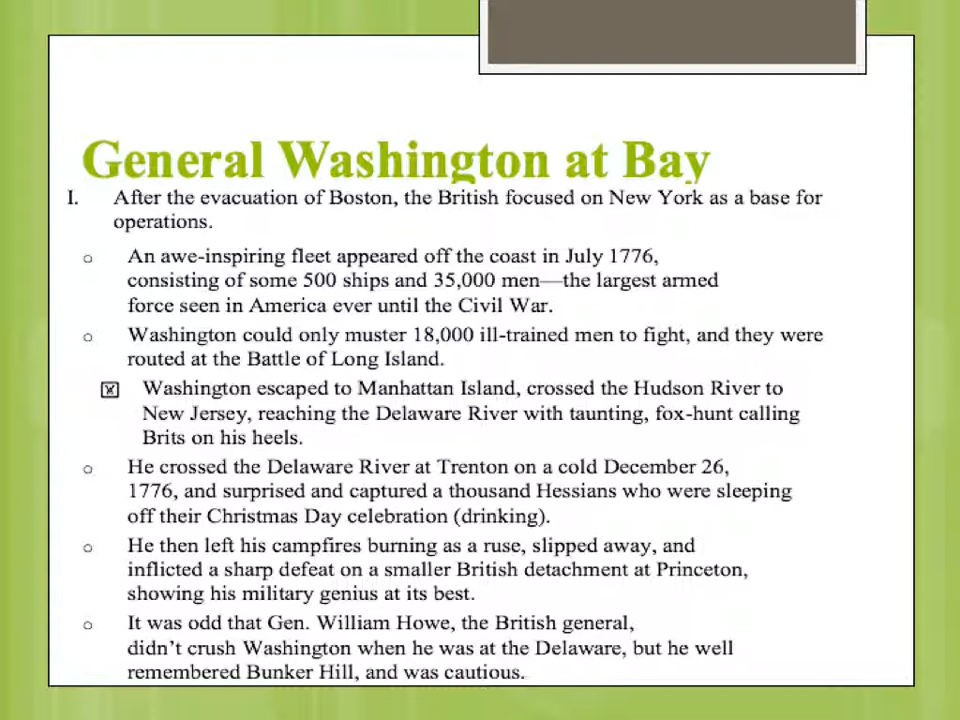 General Washington at Bay
I. After the evacuation of Boston, the British focused on New York as a base for
operations.
o An awe-inspiring fleet appeared off the coast in July 1776,
consisting of some 500 ships and 35,000 men—the largest armed
force seen in America ever until the Civil War.
o Washington could only muster 18,000 ill-trained men to fight, and they were
routed at the Battle of Long Island.
Washington escaped to Manhattan Island, crossed the Hudson River to
New Jersey, reaching the Delaware River with taunting, fox-hunt calling
Brits on his heels.
o He crossed the Delaware River at Trenton on a cold December 26,
1776, and surprised and captured a thousand Hessians who were sleeping
off their Christmas Day celebration (drinking).
o He then left his campfires burning as a ruse, slipped away, and
inflicted a sharp defeat on a smaller British detachment at Princeton,
showing his military genius at its best.
o It was odd that Gen. William Howe, the British general,
didn’t crush Washington when he was at the Delaware, but he well
remembered Bunker Hill, and was cautious.